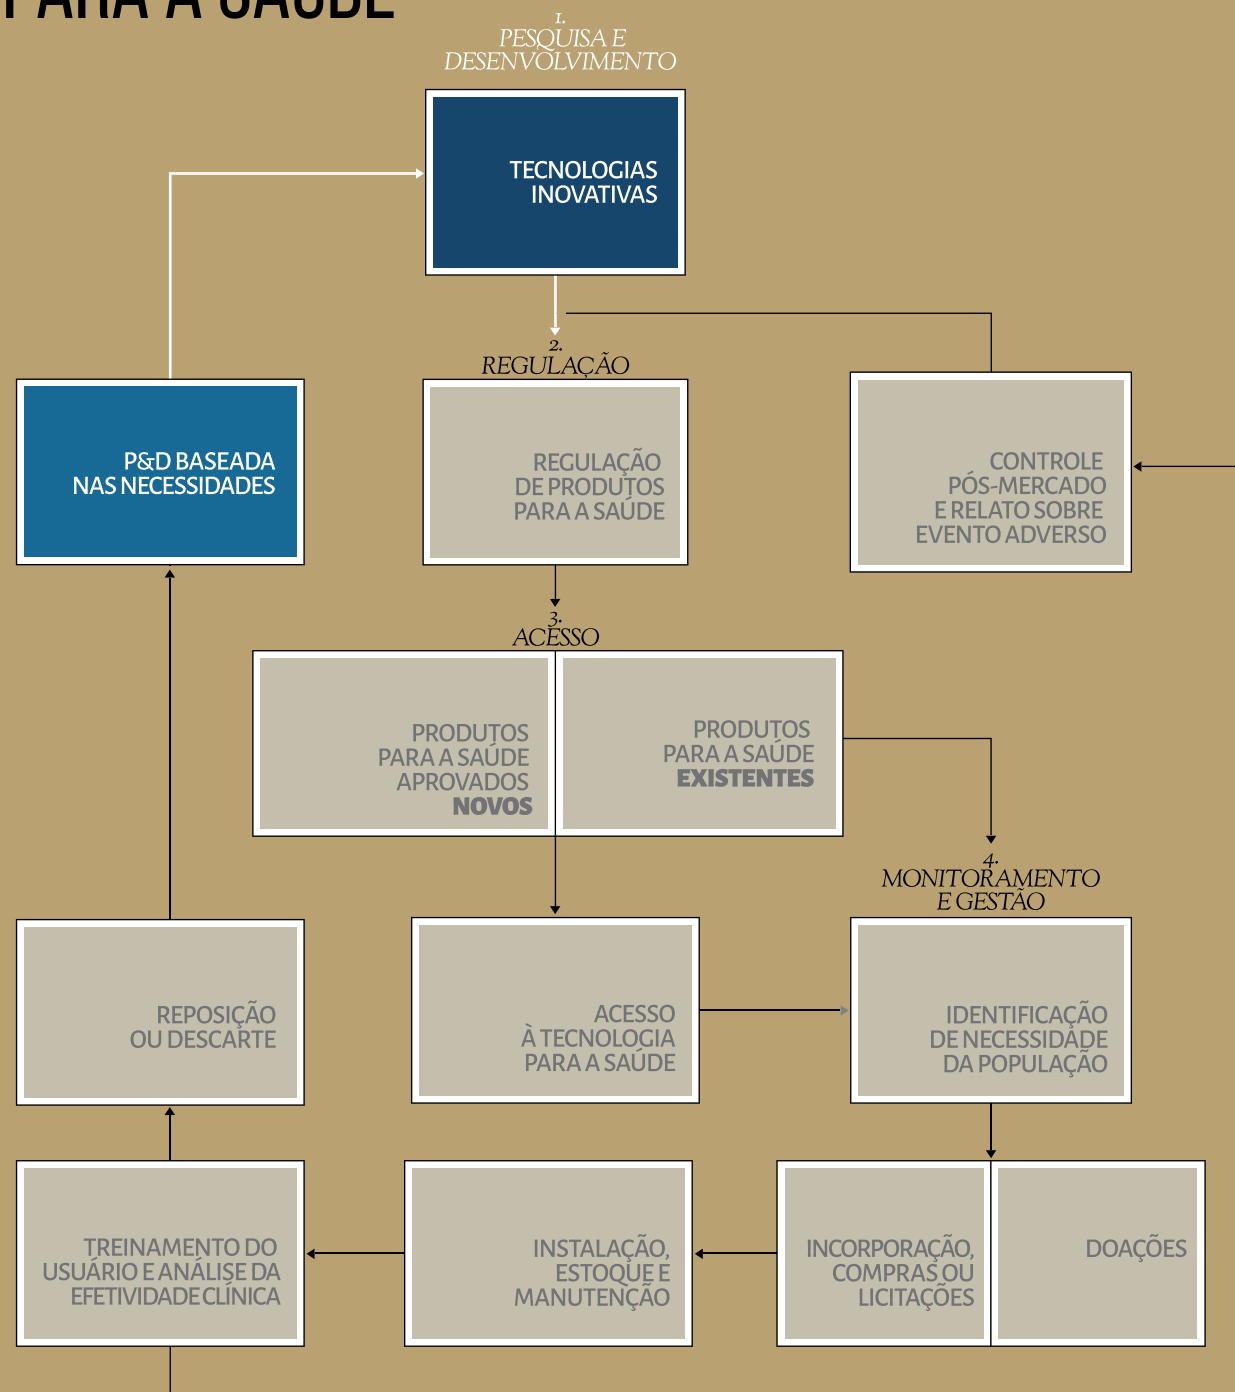 PARA A SAÚDE
1.
PESQUISA E
DESENVOLVIMENTO
TECNOLOGIAS
INOVATIVAS
2.
REGULAÇÃO
P&D BASEADA
NAS NECESSIDADES
REGULAÇÃO
DE PRODUTOS
PARA A SAÚDE
CONTROLE
PÓS-MERCADO
E RELATO SOBRE
EVENTO ADVERSO
3.
ACESSO
PRODUTOS
PARA A SAÚDE
APROVADOS
NOVOS
PRODUTOS
PARA A SAÚDE
EXISTENTES
4.
MONITORAMENTO
E GESTÃO
REPOSIÇÃO
OU DESCARTE
ACESSO
À TECNOLOGIA
PARA A SAÚDE
IDENTIFICAÇÃO
DE NECESSIDADE
DA POPULAÇÃO
TREINAMENTO DO
USUÁRIO E ANÁLISE DA
EFETIVIDADE CLÍNICA
INSTALAÇÃO,
ESTOQUE E
MANUTENÇÃO
INCORPORAÇÃO,
COMPRAS OU
LICITAÇÕES
DOAÇÕES